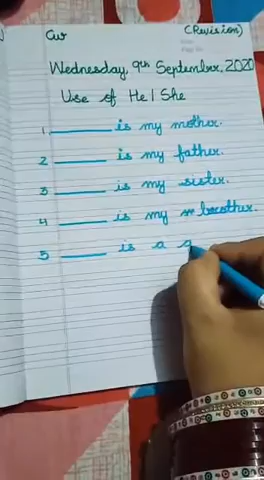 CW (Revision)
Wednesday, 9th September, 2020
Use of He / She
1. ______ is my mother.
2 ______ is my father.
3 ______ is my sister.
4 ______ is my brother.
5 ______ is a